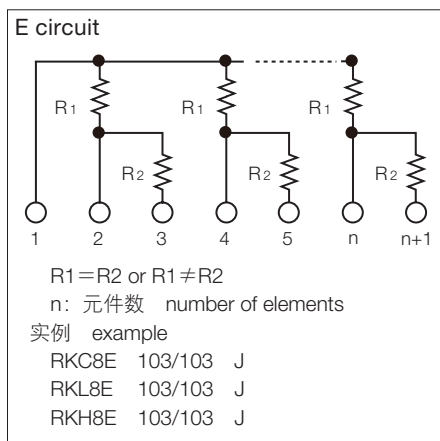 E circuit
R1 R1 R1
R2 R2 R2
1 2 3 4 5 n n+1
R1=R2 or R1≠R2
n: 元件数 number of elements
实例 example
RKC8E 103/103 J
RKL8E 103/103 J
RKH8E 103/103 J